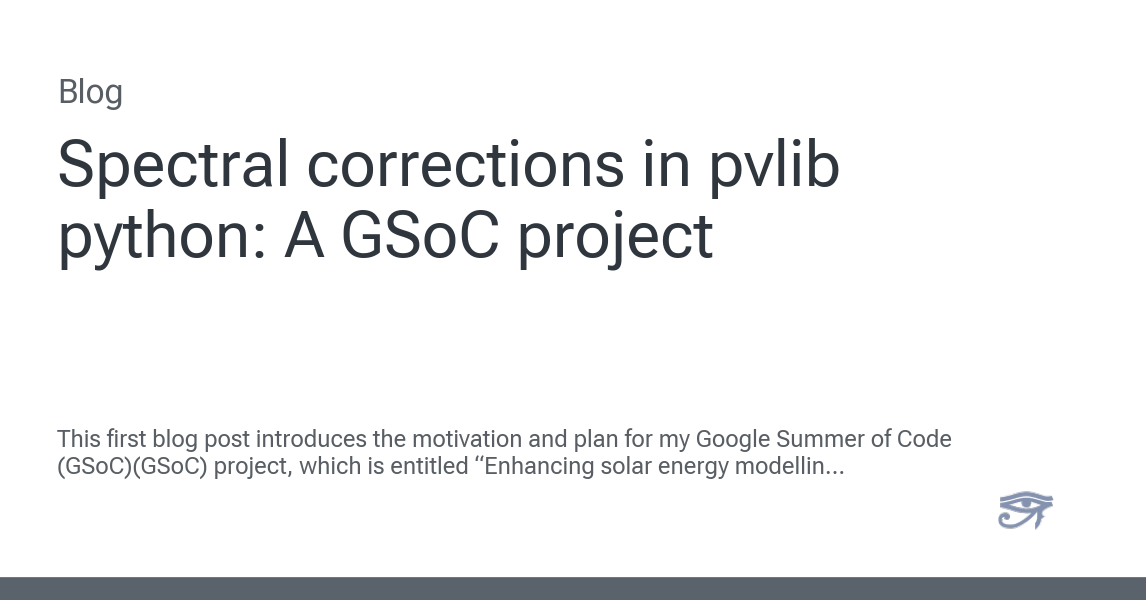 Blog
Spectral corrections in pvlib
python: A GSoC project
This first blog post introduces the motivation and plan for my Google Summer of Code
(GSoC)(GSoC) project, which is entitled “Enhancing solar energy modellin...